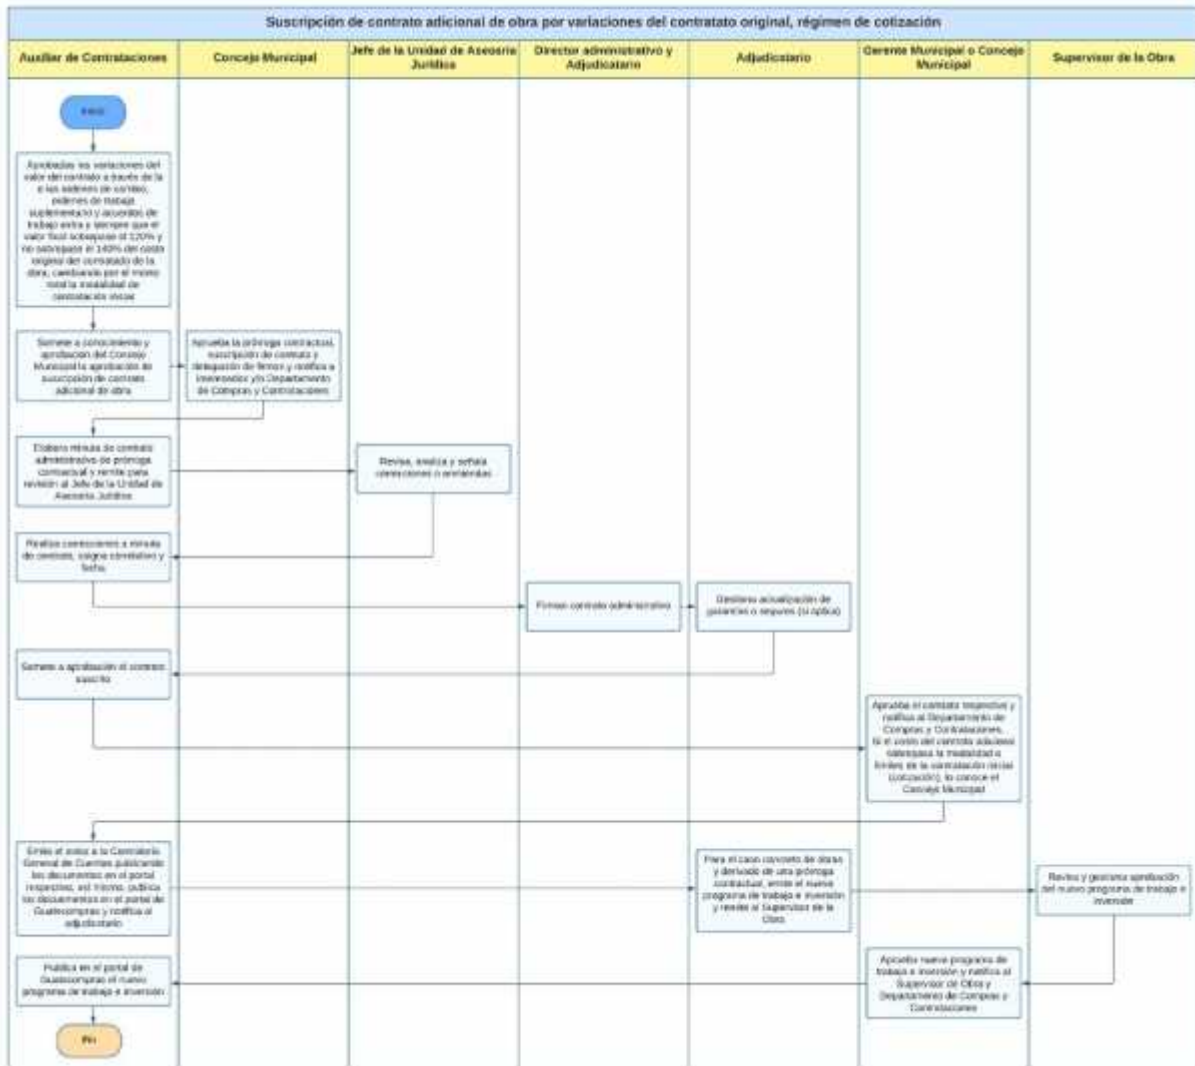 Suscripción de contrato adicional de obra por variaciones del contratato original, régimen de cotización
Auxiliar de Contrataciones
Concejo Municipal
Jefe de la Unidad de Asesoría
Jurídica
Director administrativo y
Adjudicatario
Adjudicatario
Gerente Municipal o Concejo
Municipal
Supervisor de la Obra
Inicio
Aprobadas las variaciones del
valor del contrato a través de la
o las órdenes de cambio,
órdenes de trabajo
suplementario y acuerdos de
trabajo extra y siempre que el
valor final sobrepase el 120% y
no sobrepase el 140% del costo
original del contratado de la
obra, cambiando por el mismo
total la modalidad de
contratación inicial
Somete a conocimiento y
aprobación del Concejo
Municipal la aprobación de
suscripción de contrato
adicional de obra
Aprueba la prórroga contractual,
suscripción de contrato y
delegación de firmas y notifica a
interesados y/o Departamento
de Compras y Contrataciones
Elabora minuta de contrato
administrativo de prórroga
contractual y remite para
revisión al Jefe de la Unidad de
Asesoría Jurídica
Revisa, analiza y señala
correcciones o enmiendas
Realiza correcciones a minuta
de contrato, asigna correlativo y
fecha
Firman contrato administrativo
Gestiona actualización de
garantías o seguros (si aplica)
Somete a aprobación el contrato
suscrito
Aprueba el contrato respectivo y
notifica al Departamento de
Compras y Contrataciones.
Si el costo del contrato adicional
sobrepasa la modalidad o
límites de la contratación inicial
(cotización), lo conoce el
Concejo Municipal
Emite el aviso a la Contraloría
General de Cuentas publicando
los documentos en el portal
respectivo, así mismo, publica
los documentos en el portal de
Guatecompras y notifica al
adjudicatario
Para el caso concreto de obras
y derivado de una prórroga
contractual, emite el nuevo
programa de trabajo e inversión
y remite al Supervisor de la
Obra
Revisa y gestiona aprobación
del nuevo programa de trabajo e
inversión
Publica en el portal de
Guatecompras el nuevo
programa de trabajo e inversión
Aprueba nuevo programa de
trabajo e inversión y notifica al
Supervisor de Obra y
Departamento de Compras y
Contrataciones
Fin